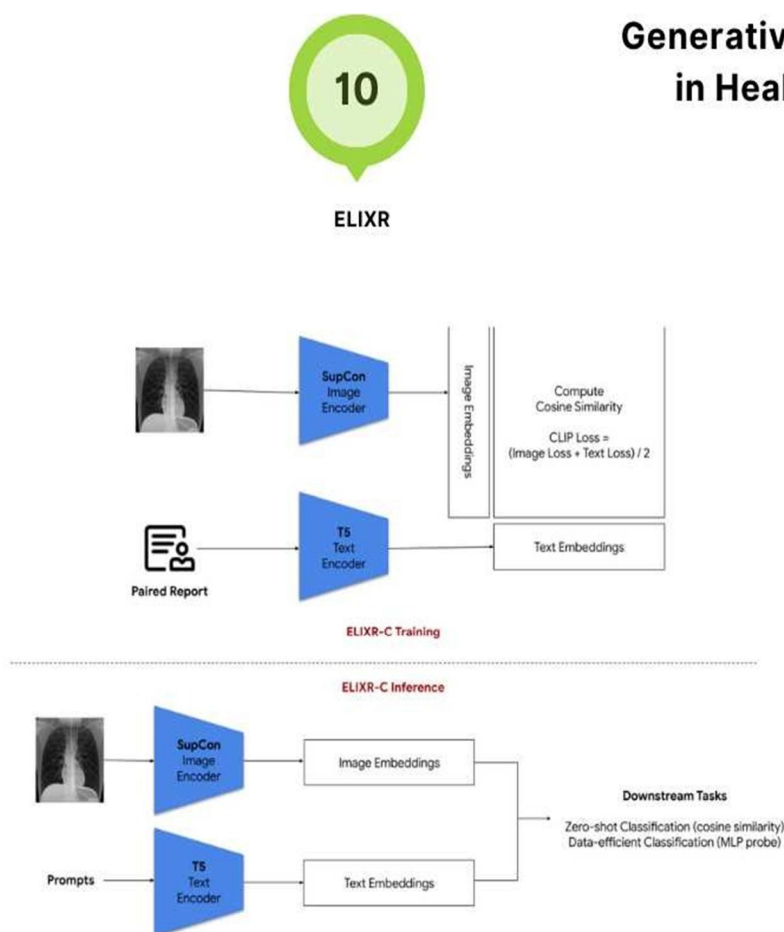 10
Generativ
in Heal
ELIXR
SupCon
Image
Encoder
Image Embeddings
Compute
Cosine Similarity
CLIP Loss =
(Image Loss + Text Loss) / 2
T5
Text
Encoder
Text Embeddings
Paired Report
ELIXR-C Training
ELIXR-C Inference
SupCon
Image
Encoder
Image Embeddings
Downstream Tasks
Zero-shot Classification (cosine similarity)
Data-efficient Classification (MLP probe)
Prompts
T5
Text
Encoder
Text Embeddings